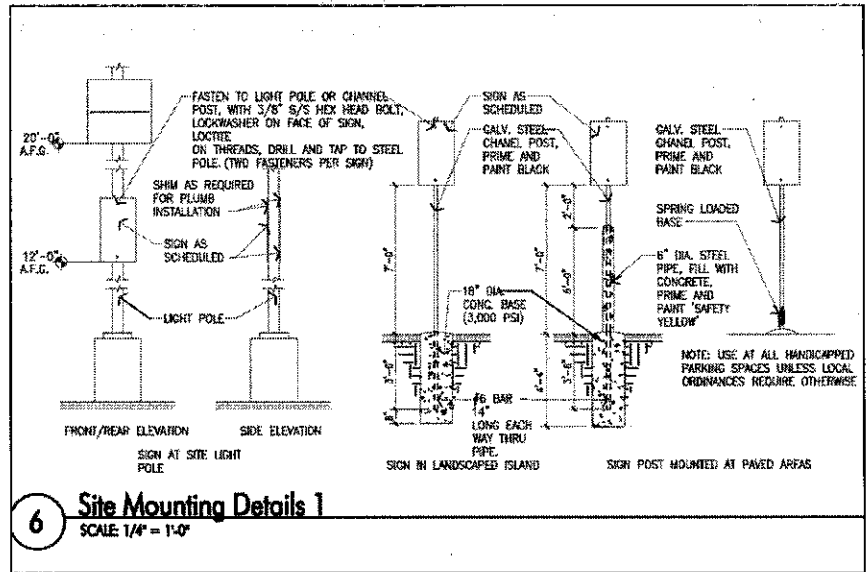 FASTEN TO LIGHT POLE OR CHANNEL
POST, WITH 3/8" S/S HEX HEAD BOLT,
LOCKWASHER ON FACE OF SIGN,
LOCTITE
ON THREADS, DRILL AND TAP TO STEEL
POLE. (TWO FASTENERS PER SIGN)
20'-0"
A.F.G.
SHIM AS REQUIRED
FOR PLUMB
INSTALLATION
SIGN AS
SCHEDULED
12'-0"
A.F.G.
LIGHT POLE
FRONT/REAR ELEVATION
SIDE ELEVATION
SIGN AT SITE LIGHT
POLE
SIGN AS
SCHEDULED
GALV. STEEL
CHANEL POST,
PRIME AND
PAINT BLACK
7'-0"
3'-0"
18" DIA.
CONC. BASE
(3,000 PSI)
#6 BAR
LONG EACH
WAY THRU
PIPE.
SIGN IN LANDSCAPED ISLAND
2'-0"
7'-0"
6" DIA. STEEL
PIPE, FILL WITH
CONCRETE,
PRIME AND
PAINT 'SAFETY
YELLOW'
GALV. STEEL
CHANEL POST,
PRIME AND
PAINT BLACK
SPRING LOADED
BASE
NOTE: USE AT ALL HANDICAPPED
PARKING SPACES UNLESS LOCAL
ORDINANCES REQUIRE OTHERWISE
SIGN POST MOUNTED AT PAVED AREAS
6
Site Mounting Details 1
SCALE: 1/4" = 1'-0"